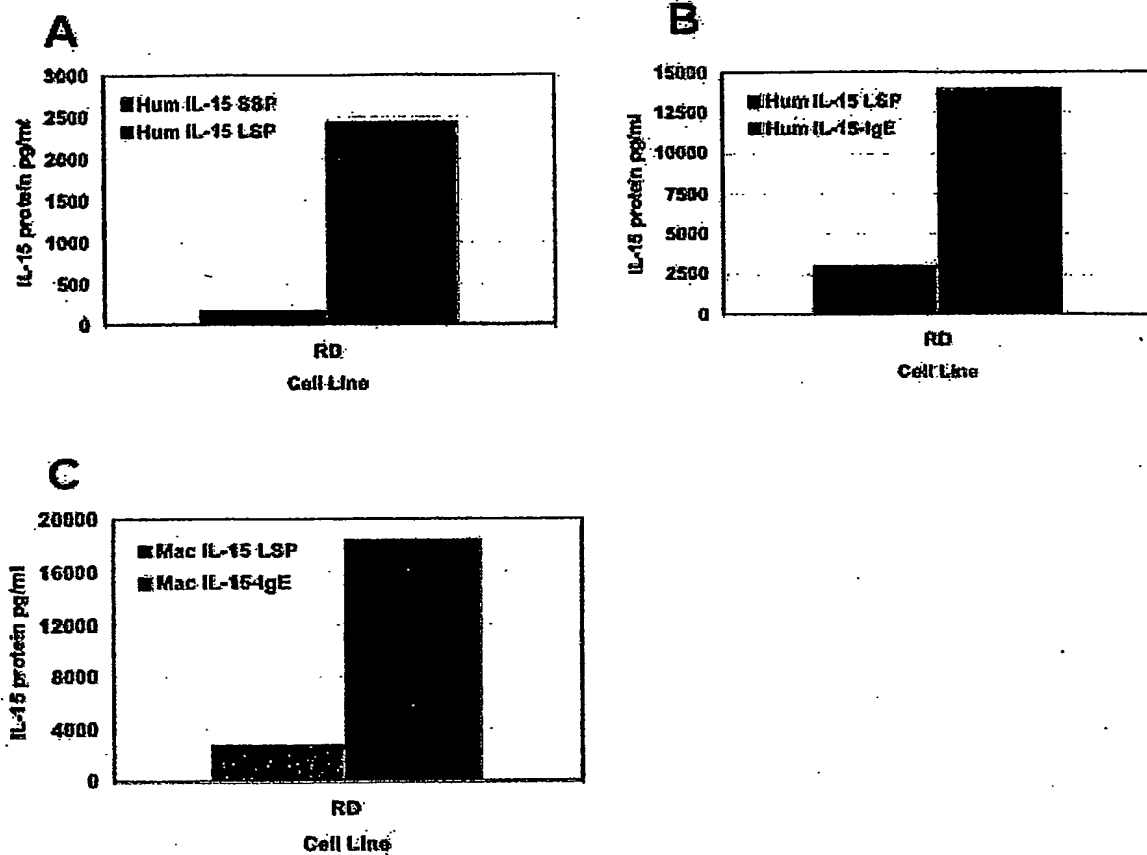 A
3000
2500
2000
1500
1000
500
0
IL-15 protein pg/ml
Hum IL-15 SSP
Hum IL-15 LSP
RD
Cell Line
B
15000
12500
10000
7500
5000
2500
0
IL-15 protein pg/ml
Hum IL-15 LSP
Hum IL-15-IgE
RD
Cell Line
C
20000
16000
12000
8000
4000
0
IL-15 protein pg/ml
Mac IL-15 LSP
Mac IL-15-IgE
RD
Cell Line